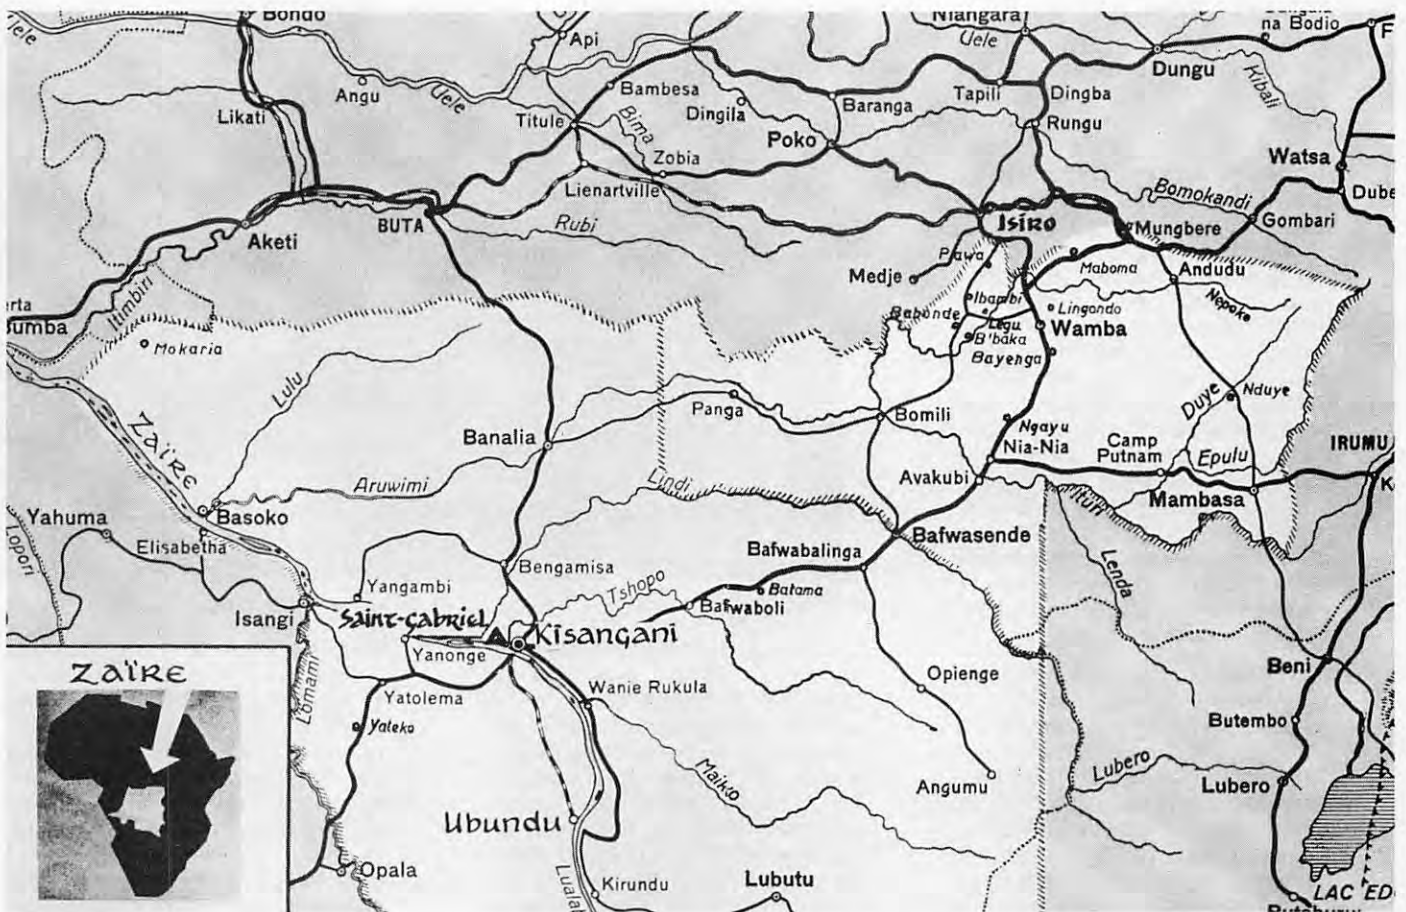 Bondo
Uele
Api
Niangara
Uele
na Bodio
F
Dungu
Kibali
Angu
Uele
Bambesa
Dingila
Baranga
Tapili
Dingba
Likati
Titule
Bima
Poko
Rungu
Watsa
Zobia
Lienartville
Bomokandi
Dube
Aketi
BUTA
Rubi
Isiro
Mungbere
Gombari
Medje
Pawa
Maboma
Andudu
Itimbiri
Bumba
Ibambi
Lingondo
Nepoko
Babonde
Legu
Wamba
B'baka
Bayenga
Mokaria
Lulu
Zaïre
Panga
Bomili
Duye
Nduye
Banalia
Ngayu
Nia-Nia
Camp
Putnam
Epulu
IRUMU
Aruwimi
Lindi
Avakubi
Mambasa
Ituri
Lopori
Yahuma
Basoko
Elisabetha
Bafwasende
Bafwabalinga
Lenda
Bengamisa
Yangambi
Tshopo
Batama
Bafwaboli
Isangi
Saint-Gabriel
Kisangani
Yanonge
Lomami
Yatolema
Wanie Rukula
Opienge
Beni
Yaleko
Butembo
Maiko
Angumu
Lubero
Lubero
Ubundu
Opala
Lualab
Kirundu
Lubutu
LAC ED
Zaïre